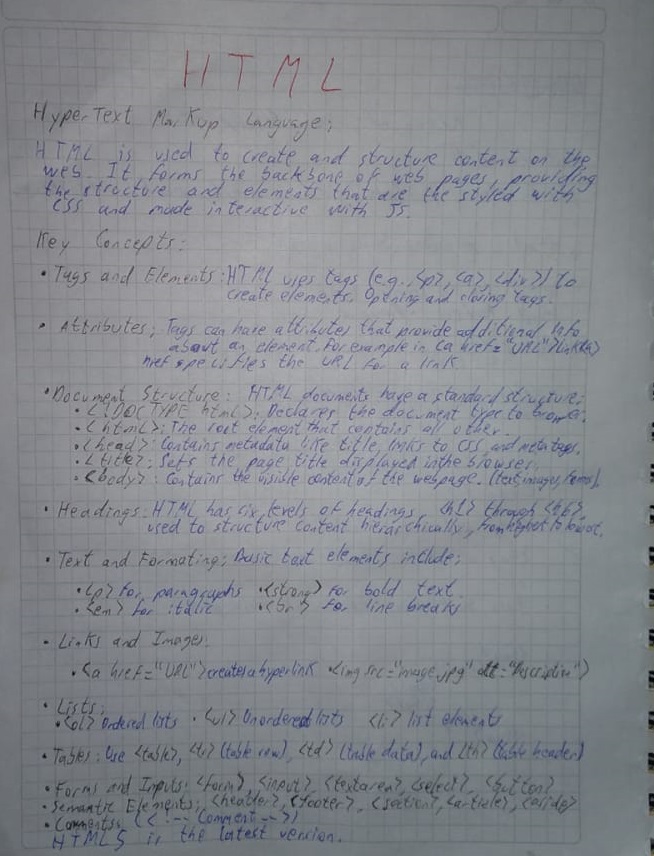 HTML
HyperText MarKup Language;
HTML is used to create and structure content on the
web. It forms the backbone of web pages, providing
the structore and elements that are the styled with
CSS and made interactive with JS.
Key Concepts:
• Tags and Elements: HTML uses tags (e.g., <p>, <a>, <div>) to
create elements. Opening and closing tags.
• Attributes; Tags can have attributes that provide additional info
about an element. For example in <a href="URL">Link</a>
href specifies the URL for a link.
• Document Structure: HTML documents have a standard structure;
• <!DOCTYPE html>: Declares the document type to
• <html>: The root element that contains all other.
• <head>: Contains metadata like title, links to CSS, and meta tags.
• <title>: Sets the page title displayed in the browser.
• <body>: Contains the visible content of the webpage. (text, images,
• Headings: HTML has six levels of headings, <h1> through <h6>,
used to structure content hierarchically, from highest to lowest.
• Text and Formating; Basic text elements include;
• <p> for paragraphs • <strong> for bold text
• <em> for italic • <br> for line breaks
• Links and Images:
• <a href="URL"> creates a hyperlink • <img src="image.jpg" alt="Description">
• Lists;
• <ol> Ordered lists • <ul> Unordered lists <li> list elements
• Tables: Use <table>, <tr> (table row), <td> (table data), and <th> (table header)
• Forms and Inputs: <form>, <input>, <textarea>, <select>, <button>
• Semantic Elements; <header>, <footer>, <section>, <article>, <aside>
• Comments: (<!-- Comment -->)
HTML5 is the latest version.